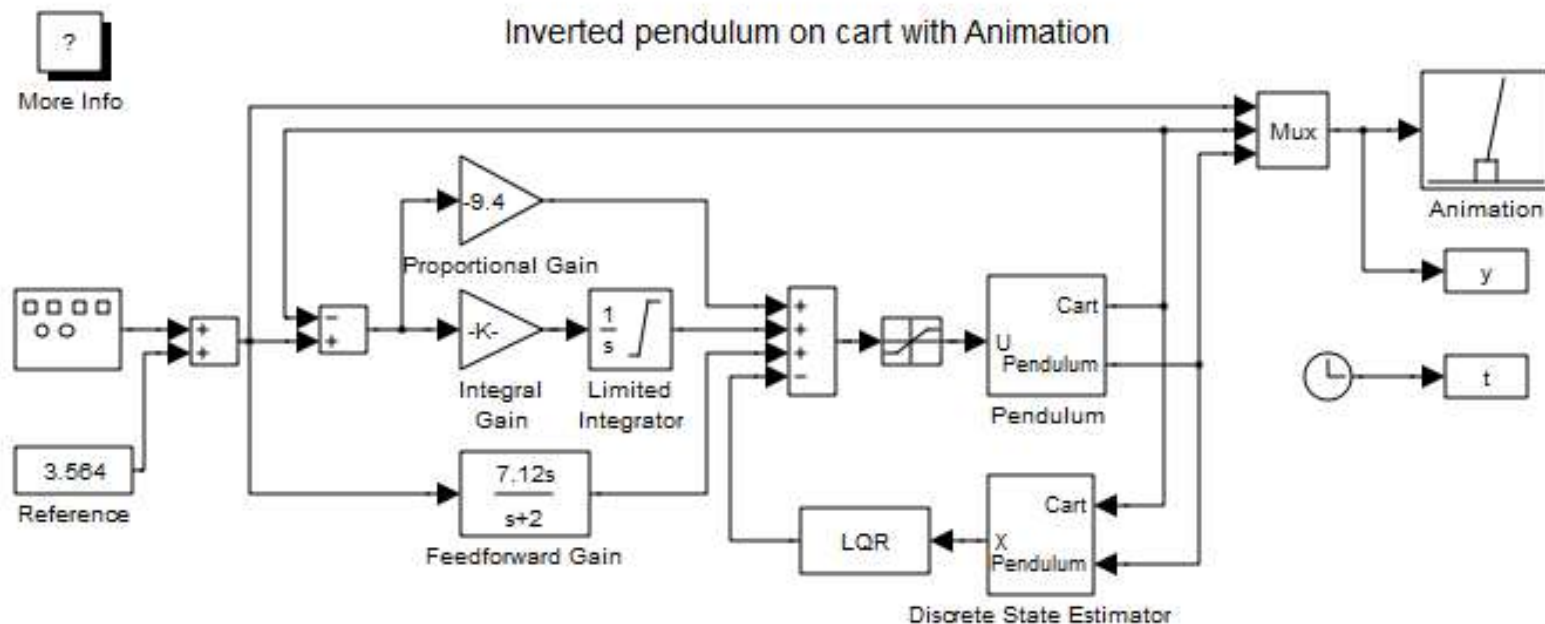 Inverted pendulum on cart with Animation
?
More Info
Mux
Animation
-9.4
Proportional Gain
y
+
+
−
+
-K-
Integral
Gain
1
s
Limited
Integrator
+
+
+
−
Cart
U
Pendulum
Pendulum
t
3.564
Reference
7.12s
s+2
Feedforward Gain
LQR
Cart
X
Pendulum
Discrete State Estimator